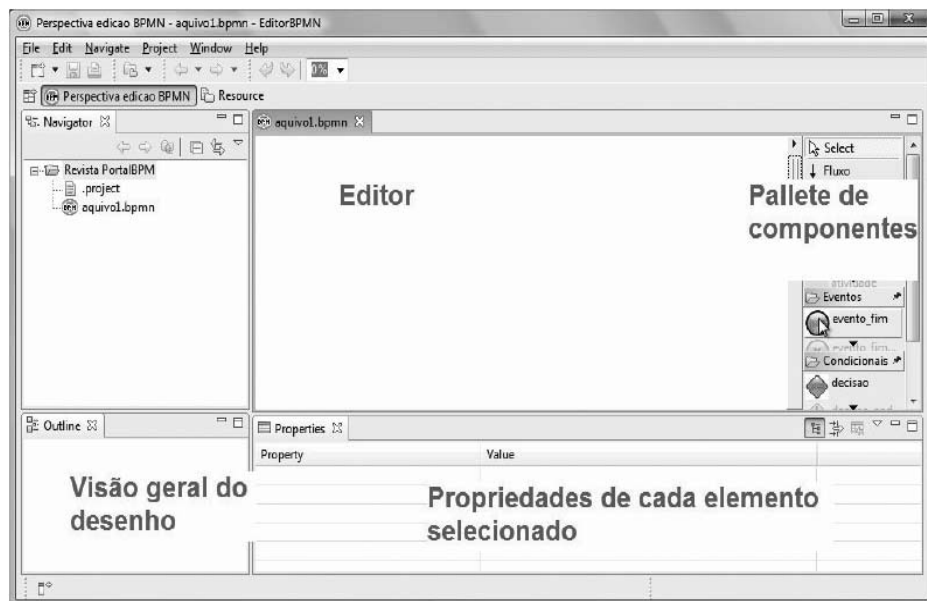 Perspectiva edicao BPMN - aquivo1.bpmn - EditorBPMN
File Edit Navigate Project Window Help
Perspectiva edicao BPMN Resource
Navigator
aquivo1.bpmn
Select
Fluxo
Revista PortalBPM
.project
aquivo1.bpmn
Editor
Pallete de
componentes
atividade
Eventos
evento_fim
Condicionais
decisao
Outline
Properties
Property Value
Visão geral do
desenho
Propriedades de cada elemento
selecionado